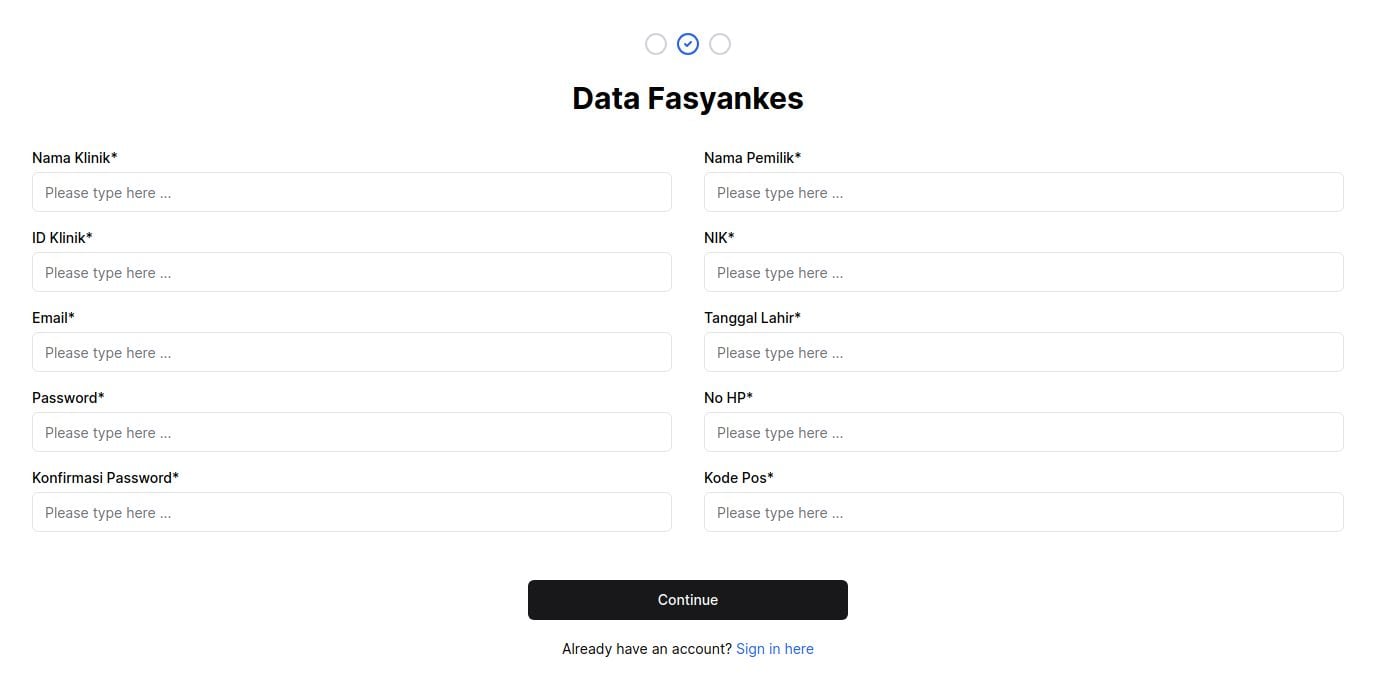 Data Fasyankes
Nama Klinik*
Please type here ...
Nama Pemilik*
Please type here ...
ID Klinik*
Please type here ...
NIK*
Please type here ...
Email*
Please type here ...
Tanggal Lahir*
Please type here ...
Password*
Please type here ...
No HP*
Please type here ...
Konfirmasi Password*
Please type here ...
Kode Pos*
Please type here ...
Continue
Already have an account? Sign in here